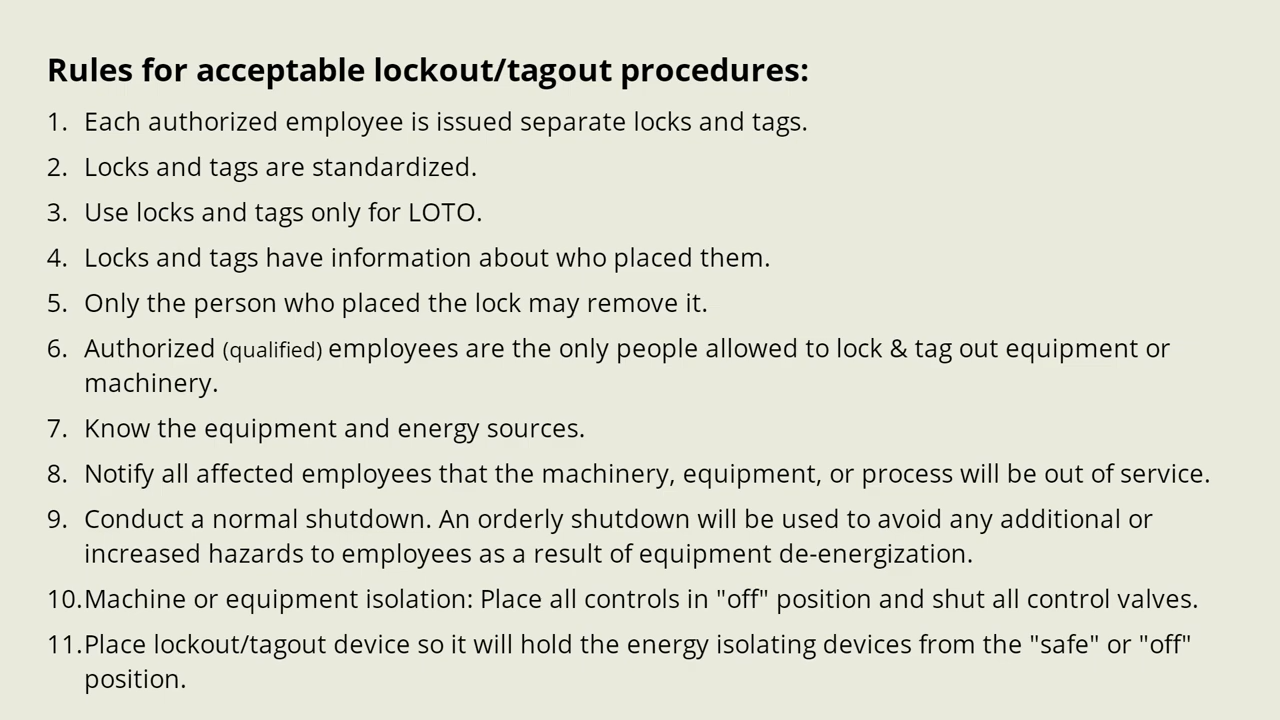 Rules for acceptable lockout/tagout procedures:
1. Each authorized employee is issued separate locks and tags.
2. Locks and tags are standardized.
3. Use locks and tags only for LOTO.
4. Locks and tags have information about who placed them.
5. Only the person who placed the lock may remove it.
6. Authorized (qualified) employees are the only people allowed to lock & tag out equipment or
machinery.
7. Know the equipment and energy sources.
8. Notify all affected employees that the machinery, equipment, or process will be out of service.
9. Conduct a normal shutdown. An orderly shutdown will be used to avoid any additional or
increased hazards to employees as a result of equipment de-energization.
10.Machine or equipment isolation: Place all controls in "off" position and shut all control valves.
11.Place lockout/tagout device so it will hold the energy isolating devices from the "safe" or "off"
position.